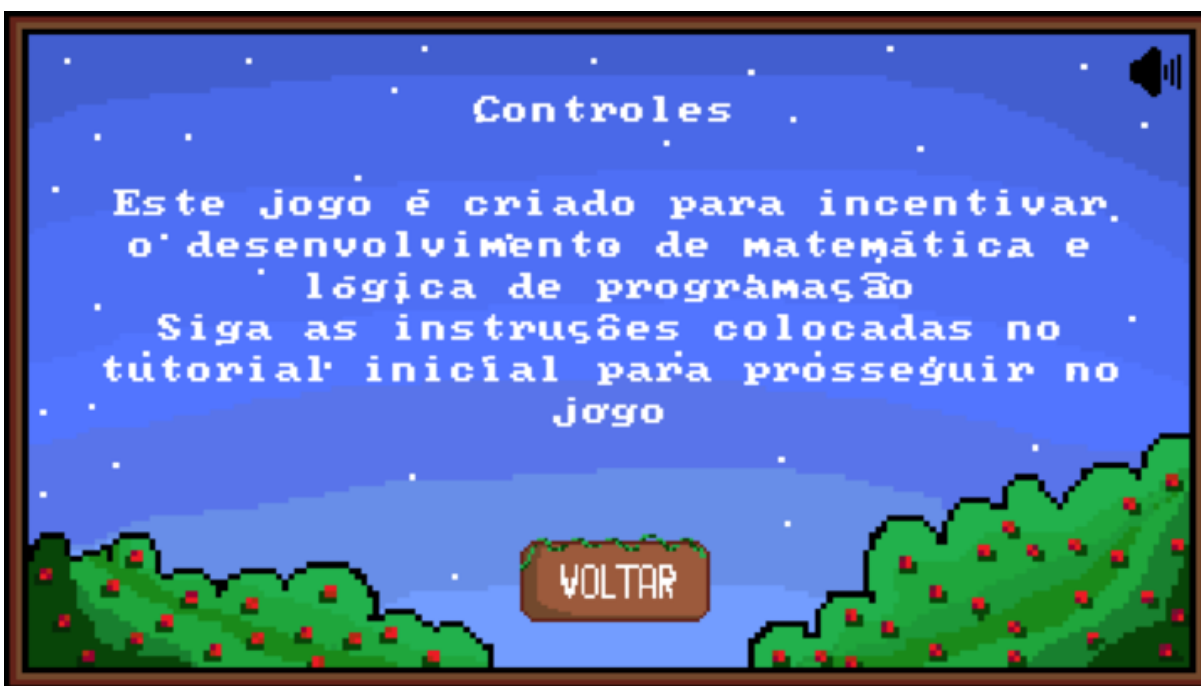 Controles
Este jogo é criado para incentivar
o desenvolvimento de matemática e
lógica de programação
Siga as instruções colocadas no
tutorial inicial para prosseguir no
jogo
VOLTAR